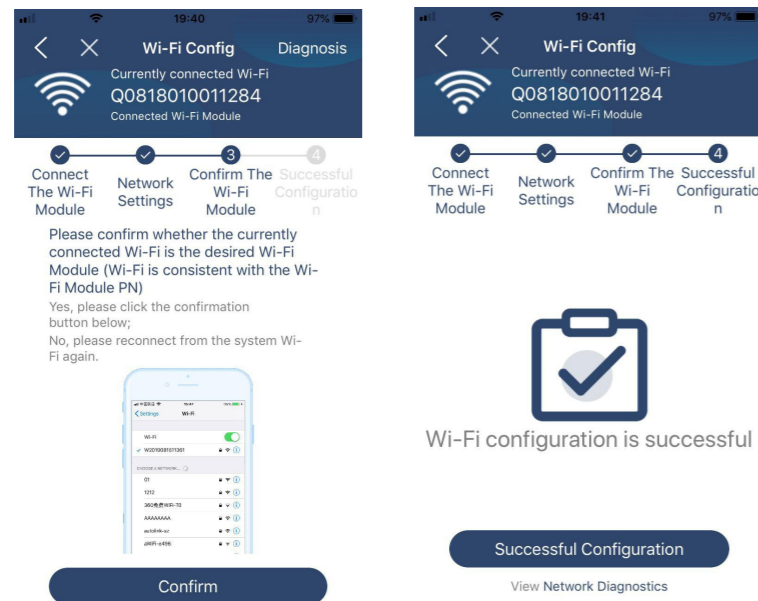 19:40 97%
Wi-Fi Config Diagnosis
Currently connected Wi-Fi
Q0818010011284
Connected Wi-Fi Module
3 4
Connect The Wi-Fi Module
Network Settings
Confirm The Wi-Fi Module
Successful Configuratio n
Please confirm whether the currently
connected Wi-Fi is the desired Wi-Fi
Module (Wi-Fi is consistent with the Wi-
Fi Module PN)
Yes, please click the confirmation
button below;
No, please reconnect from the system Wi-
Fi again.
Settings Wi-Fi
Wi-Fi
CHOOSE A NETWORK...
01
1212
AAAAAAAA
autolink-sz
aWiFi-e496
Confirm
19:41 97%
Wi-Fi Config
Currently connected Wi-Fi
Q0818010011284
Connected Wi-Fi Module
4
Connect The Wi-Fi Module
Network Settings
Confirm The Wi-Fi Module
Successful Configuratio n
Wi-Fi configuration is successful
Successful Configuration
View Network Diagnostics